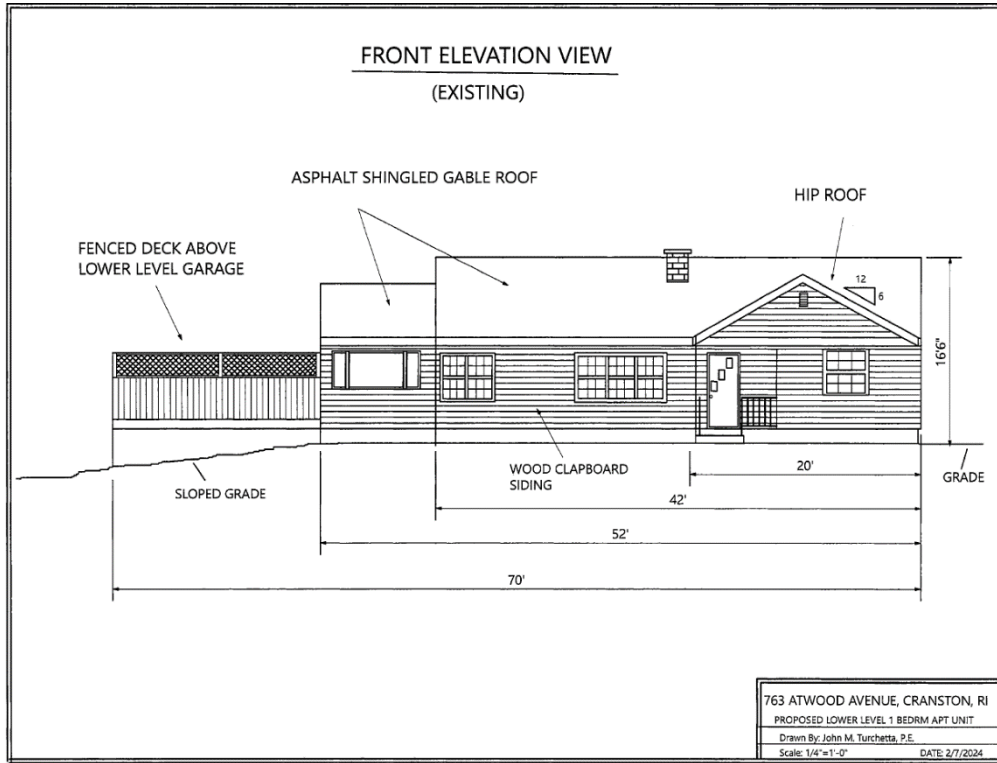 FRONT ELEVATION VIEW
(EXISTING)
ASPHALT SHINGLED GABLE ROOF
HIP ROOF
FENCED DECK ABOVE
LOWER LEVEL GARAGE
12
6
16'6"
20'
GRADE
WOOD CLAPBOARD
SIDING
SLOPED GRADE
42'
52'
70'
763 ATWOOD AVENUE, CRANSTON, RI
PROPOSED LOWER LEVEL 1 BEDRM APT UNIT
Drawn By: John M. Turchetta, P.E.
Scale: 1/4"=1'-0" DATE: 2/7/2024